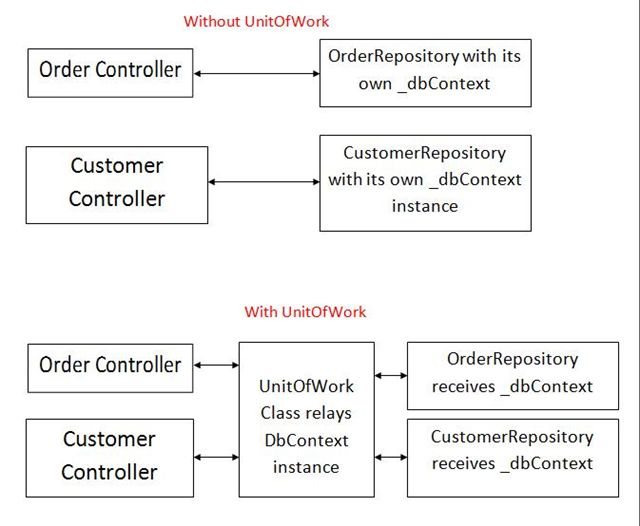 Without UnitOfWork
Order Controller
OrderRepository with its
own _dbContext
Customer
Controller
CustomerRepository
with its own _dbContext
instance
With UnitOfWork
Order Controller
UnitOfWork
Class relays
DbContext
instance
OrderRepository
receives _dbContext
Customer
Controller
CustomerRepository
receives _dbContext